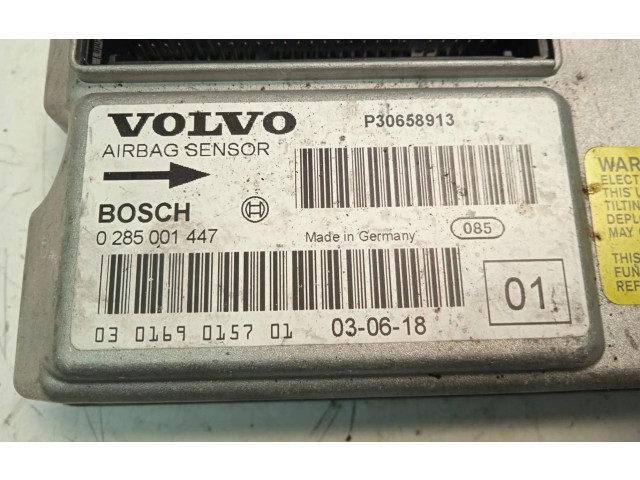 VOLVO
P30658913
AIRBAG SENSOR
BOSCH
0 285 001 447
Made in Germany
085
01
03 0169 0157 01
03-06-18
WAR
ELECT
THIS U
TILTIN
DEPL
MAY C
THIS
FUN
REF